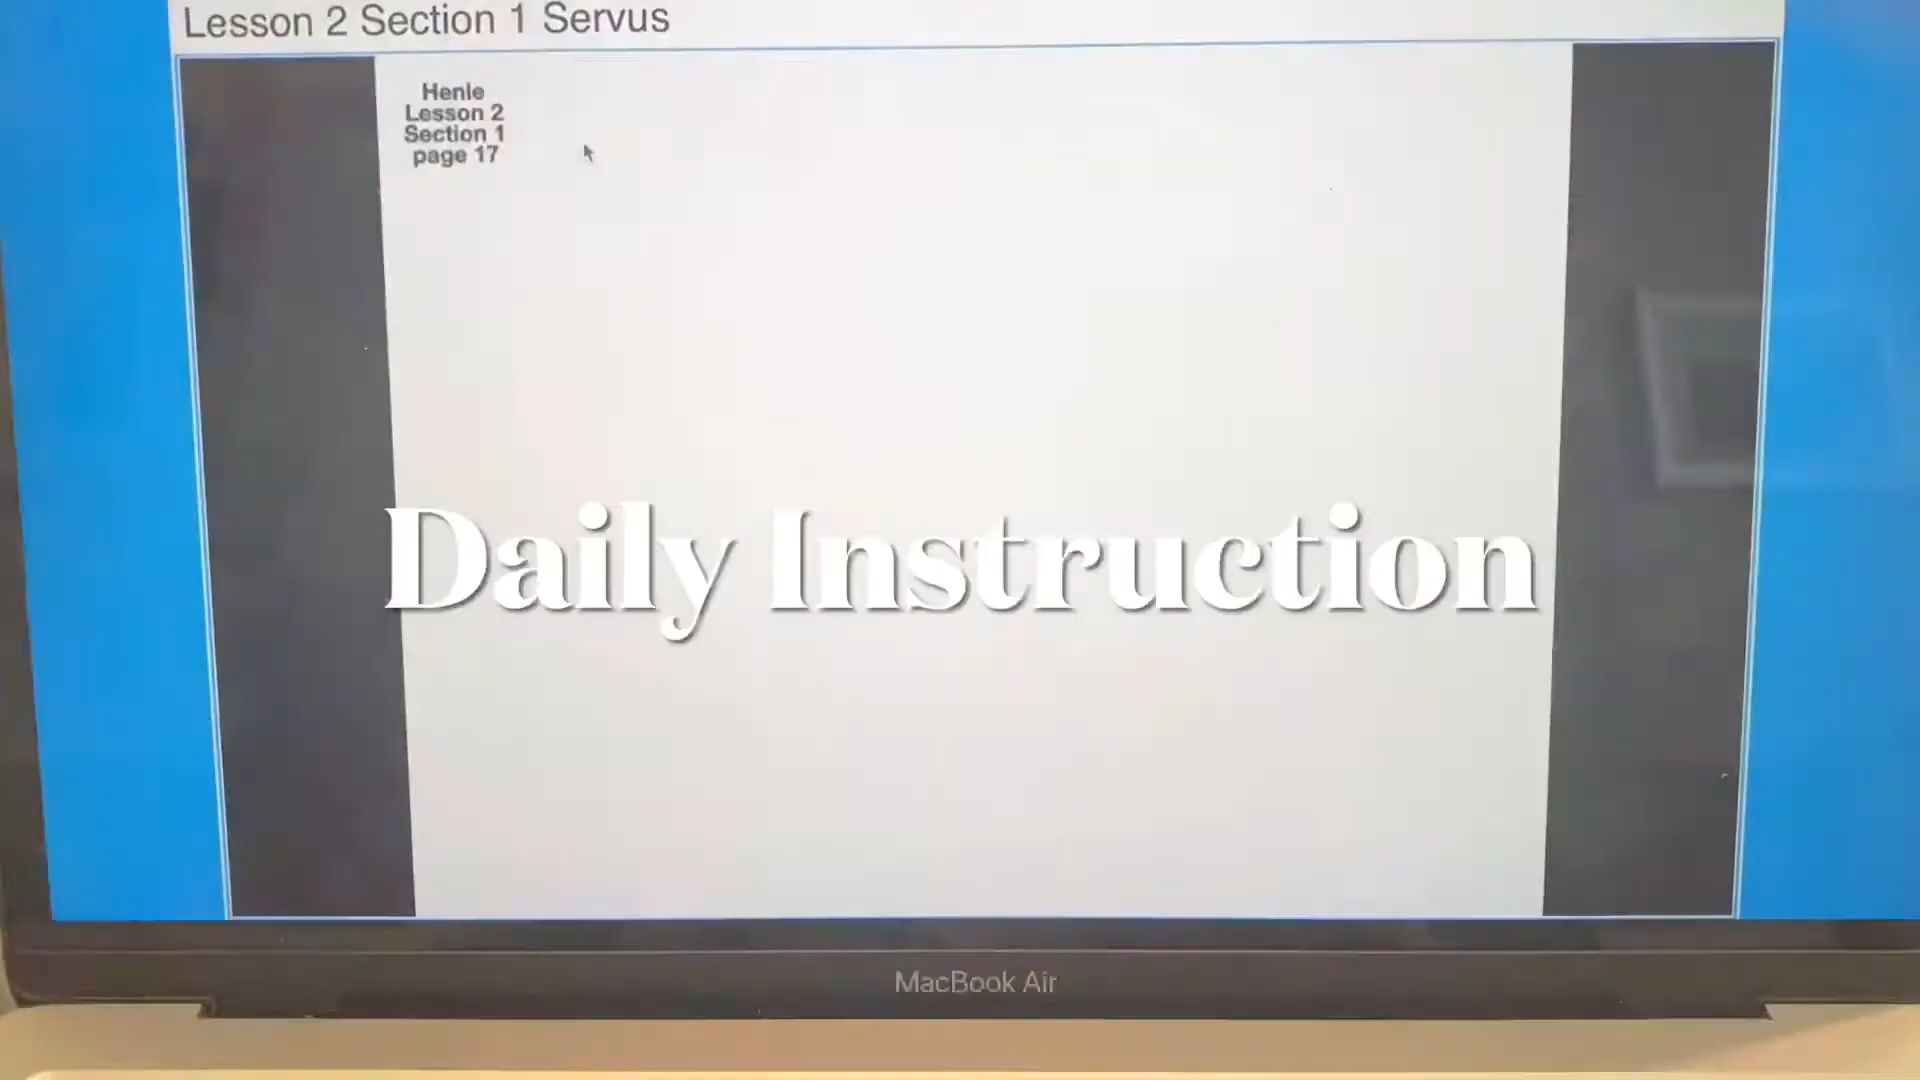 Lesson 2 Section 1 Servus
Henle
Lesson 2
Section 1
page 17
Daily Instruction
MacBook Air